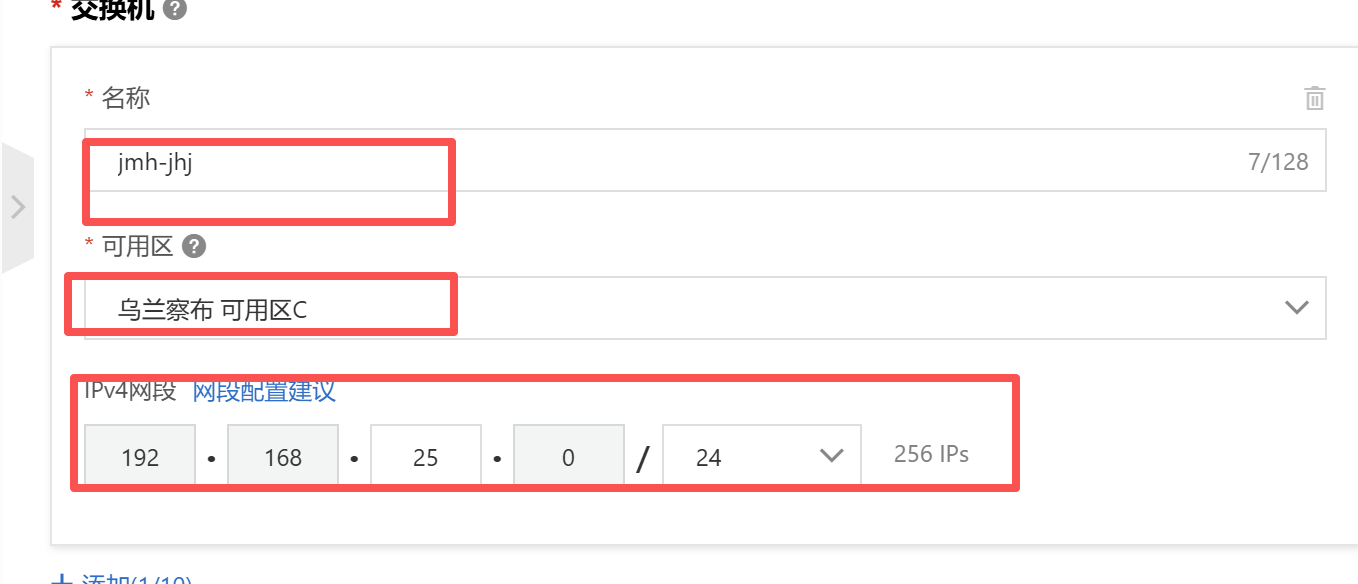 * 交换机 ?
* 名称
jmh-jhj 7/128
* 可用区 ?
乌兰察布 可用区C
IPv4网段 网段配置建议
192 • 168 • 25 • 0 / 24 256 IPs
+ 添加(1/10)